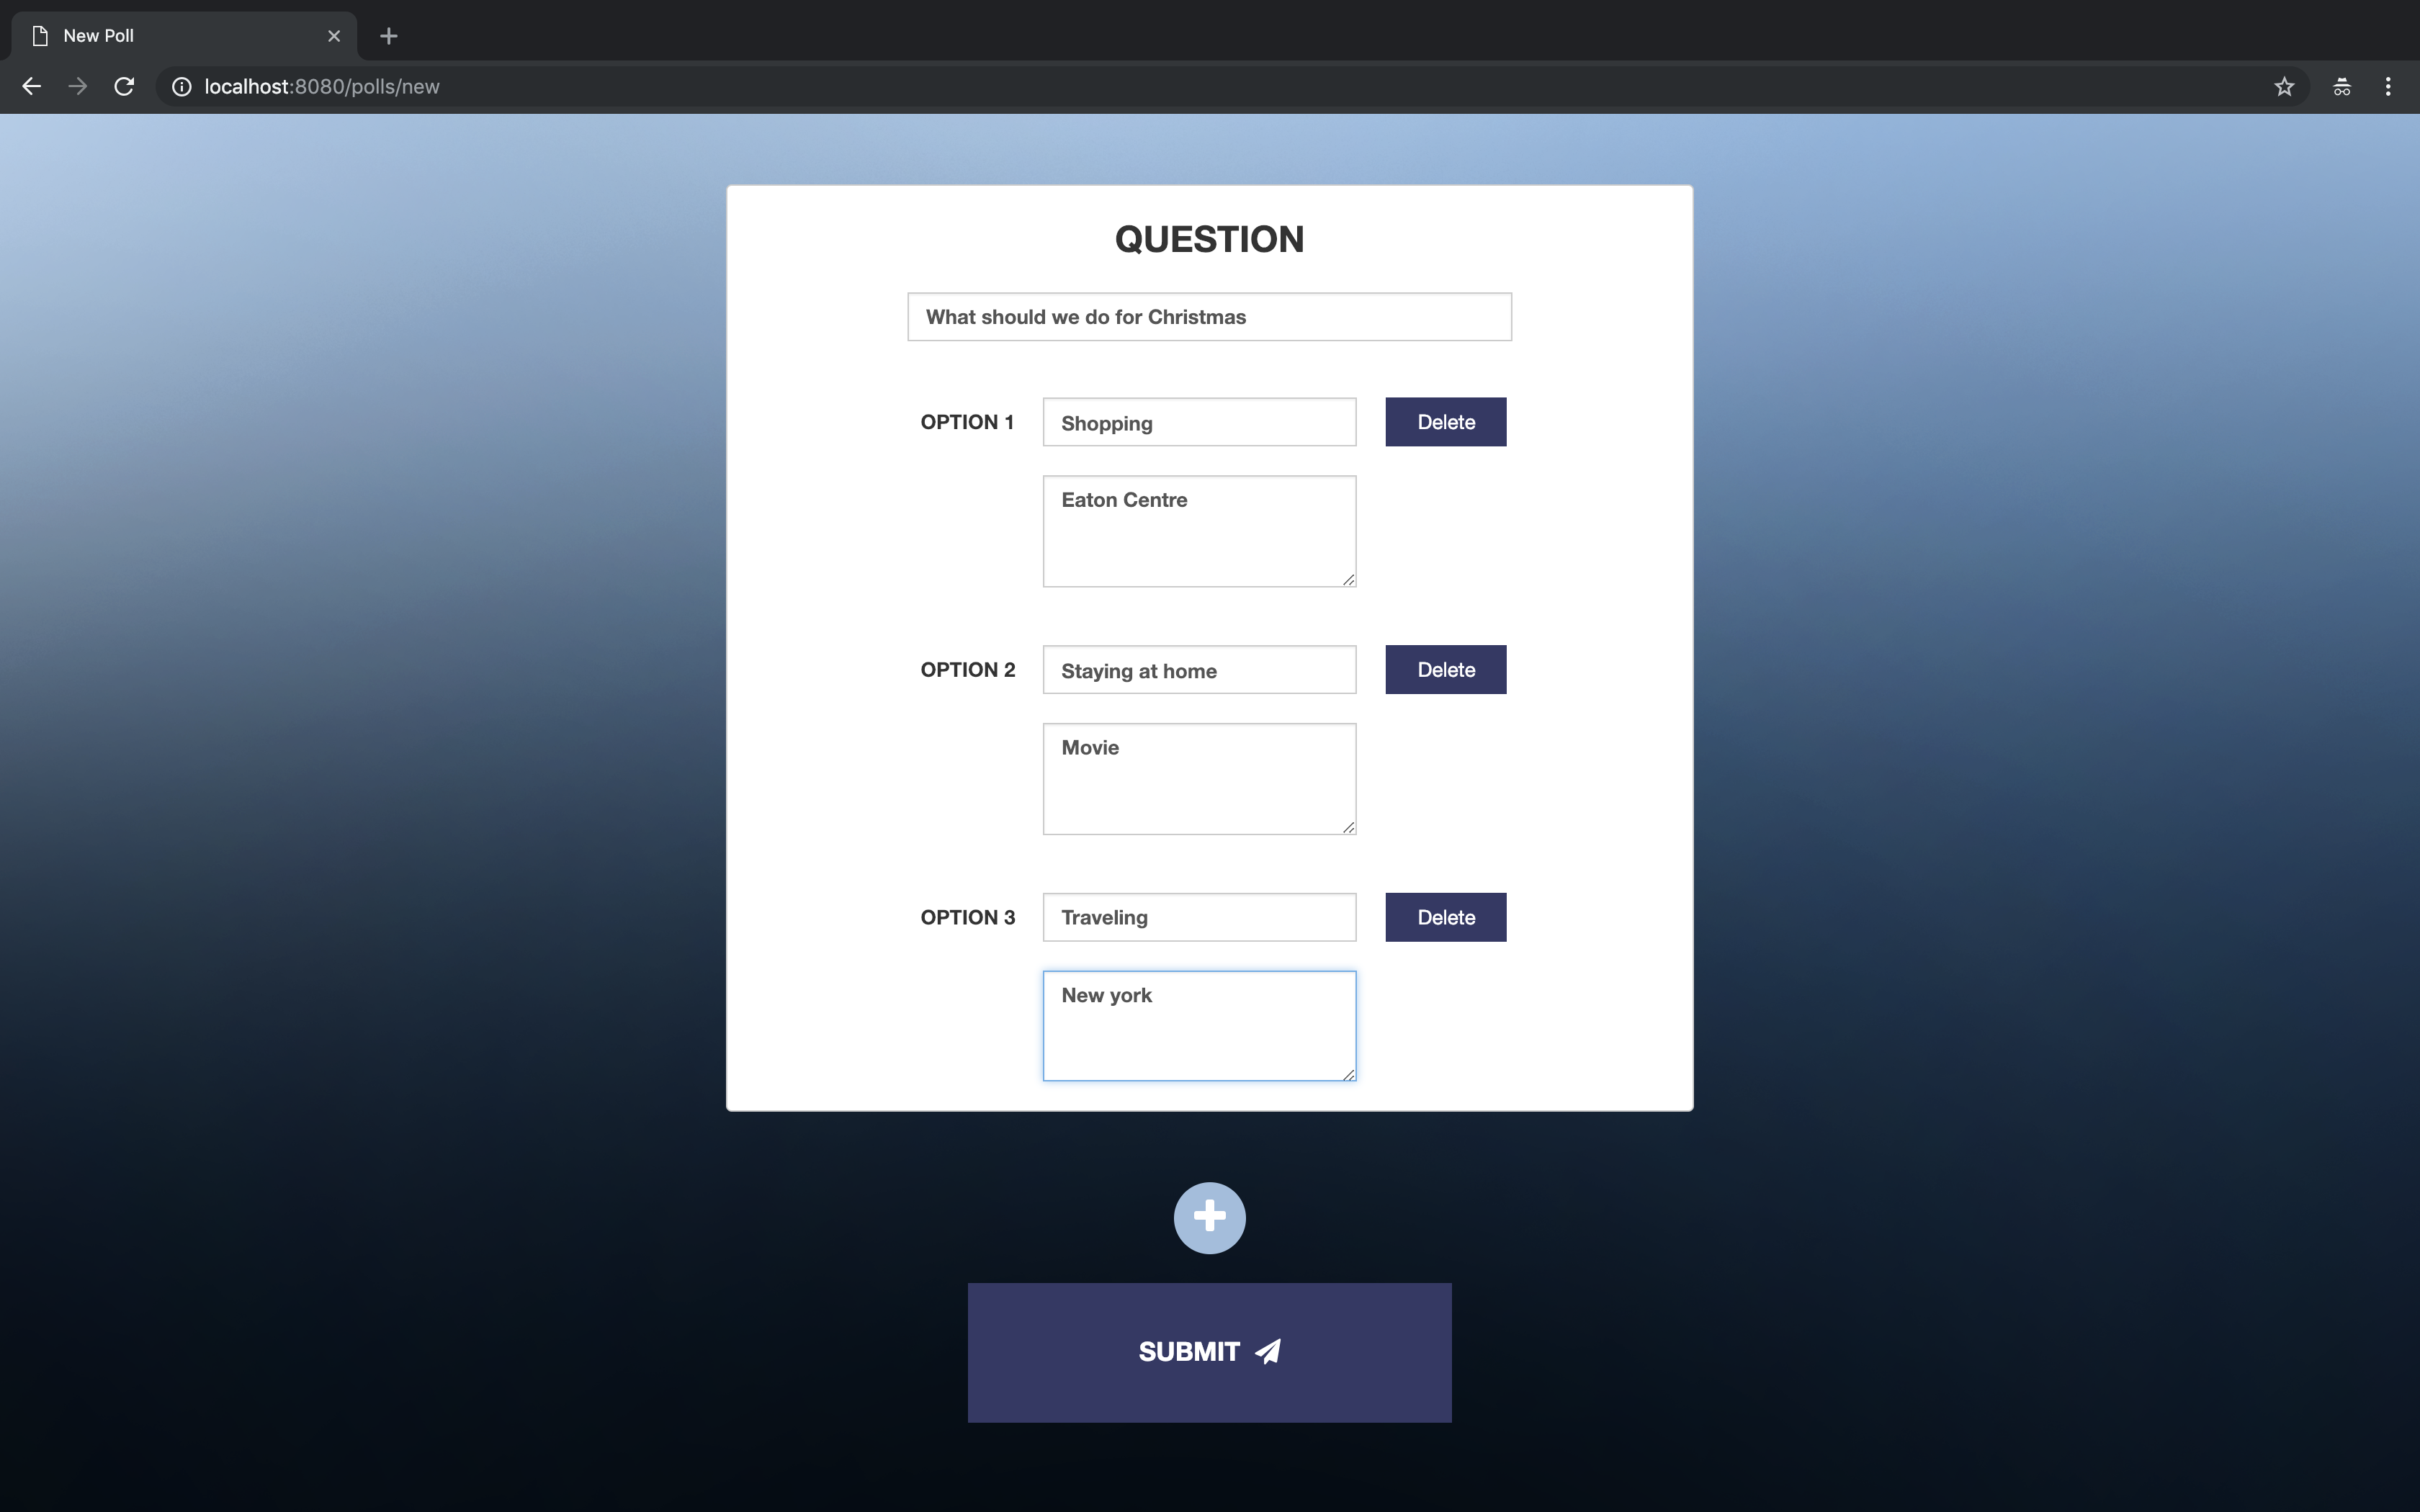 New Poll
localhost:8080/polls/new
QUESTION
What should we do for Christmas
OPTION 1 Shopping Delete
Eaton Centre
OPTION 2 Staying at home Delete
Movie
OPTION 3 Traveling Delete
New york
SUBMIT